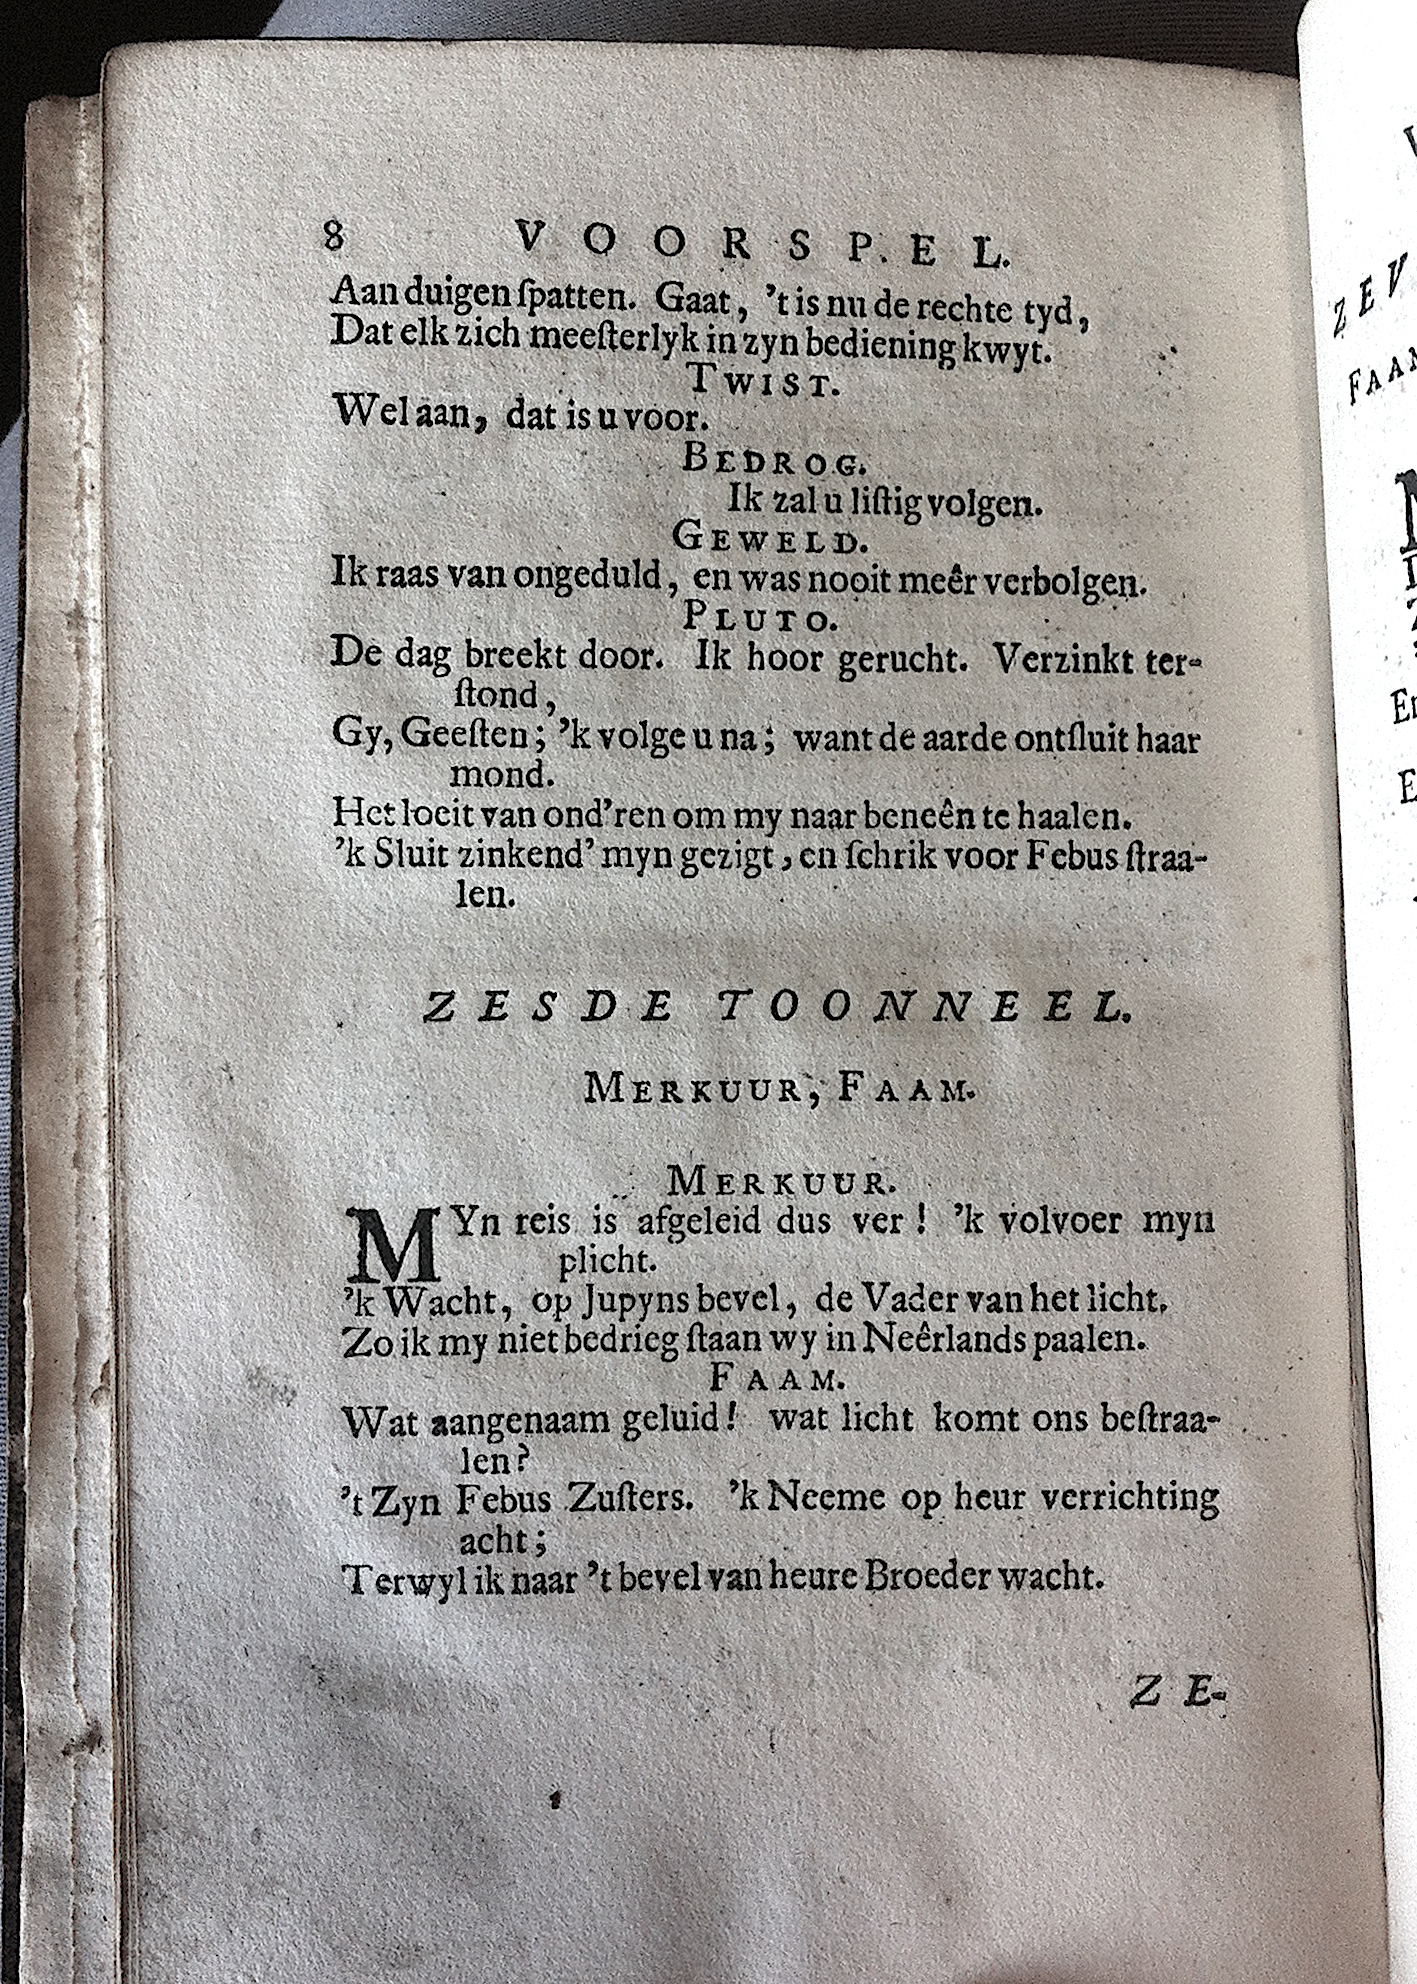 8 VOORSPEL.
Aan duigen ſpatten. Gaat, 't is nu de rechte tyd,
Dat elk zich meeſterlyk in zyn bediening kwyt.
TWIST.
Wel aan, dat is u voor.
BEDROG.
Ik zal u liſtig volgen.
GEWELD.
Ik raas van ongeduld, en was nooit meêr verbolgen.
PLUTO.
De dag breekt door. Ik hoor gerucht. Verzinkt ter-
ſtond,
Gy, Geeſten; 'k volge u na; want de aarde ontſluit haar
mond.
Het loeit van ond'ren om my naar beneên te haalen.
'k Sluit zinkend' myn gezigt, en ſchrik voor Febus ſtraa-
len.
ZESDE TOONNEEL.
MERKUUR, FAAM.
MERKUUR.
MYn reis is afgeleid dus ver! 'k volvoer myn
plicht.
'k Wacht, op Jupyns bevel, de Vader van het licht.
Zo ik my niet bedrieg ſtaan wy in Neêrlands paalen.
FAAM.
Wat aangenaam geluid! wat licht komt ons beſtraa-
len?
't Zyn Febus Zuſters. 'k Neeme op heur verrichting
acht;
Terwyl ik naar 't bevel van heure Broeder wacht.
ZE-
ZEV
FAAM